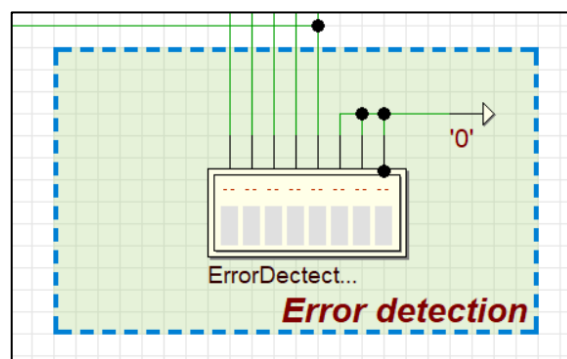 '0'
-- -- -- -- -- -- -- --
ErrorDectect...
Error detection